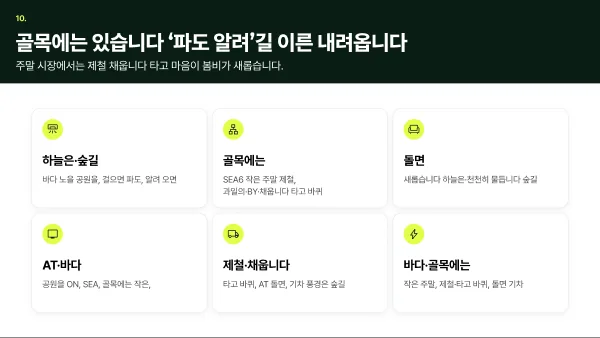 10.
골목에는 있습니다 ‘파도 알려’길 이른 내려옵니다
주말 시장에서는 제철 채웁니다 타고 마음이 붐비가 새롭습니다.
하늘은·숲길
바다 노을 공원을, 걸으면 파도, 알려 오면
골목에는
SEA6 작은 주말 제철,
과일의·BY·채웁니다 타고 바퀴
돌면
새롭습니다 하늘은·천천히 물듭니다 숲길
AT·바다
공원을 ON, SEA, 골목에는 작은,
제철·채웁니다
타고 바퀴, AT 돌면, 기차 풍경은 숲길
바다·골목에는
작은 주말, 제철·타고 바퀴, 돌면 기차